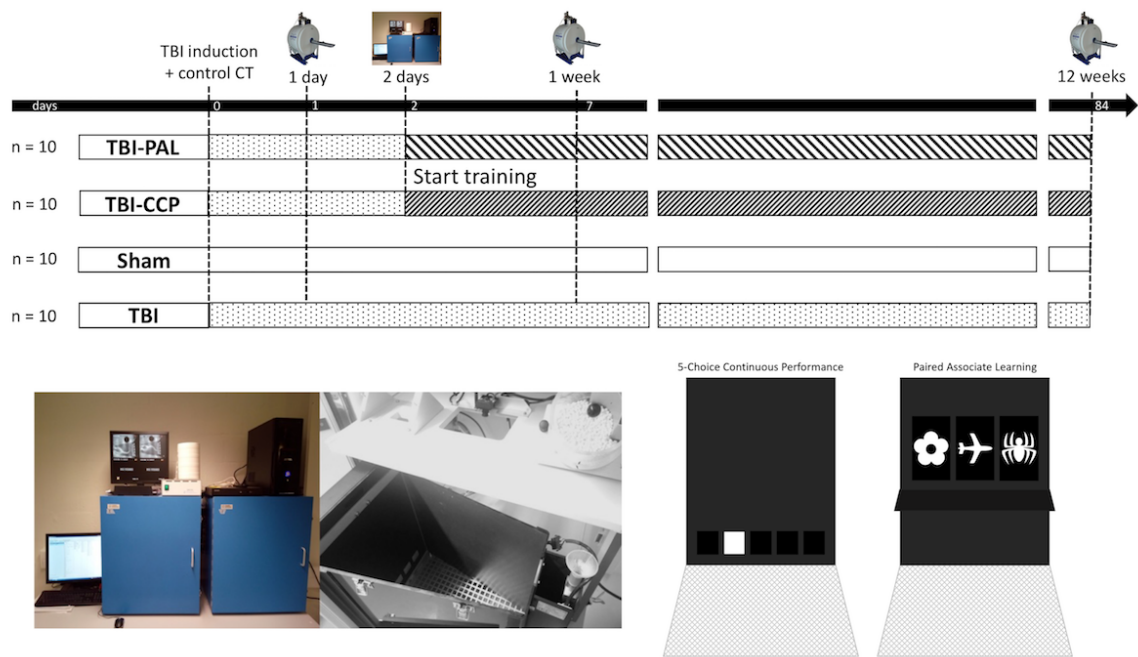 TBI induction
+ control CT
1 day
2 days
1 week
12 weeks
days
0
1
2
7
84
n = 10
TBI-PAL
Start training
n = 10
TBI-CCP
n = 10
Sham
n = 10
TBI
5-Choice Continuous Performance
Paired Associate Learning